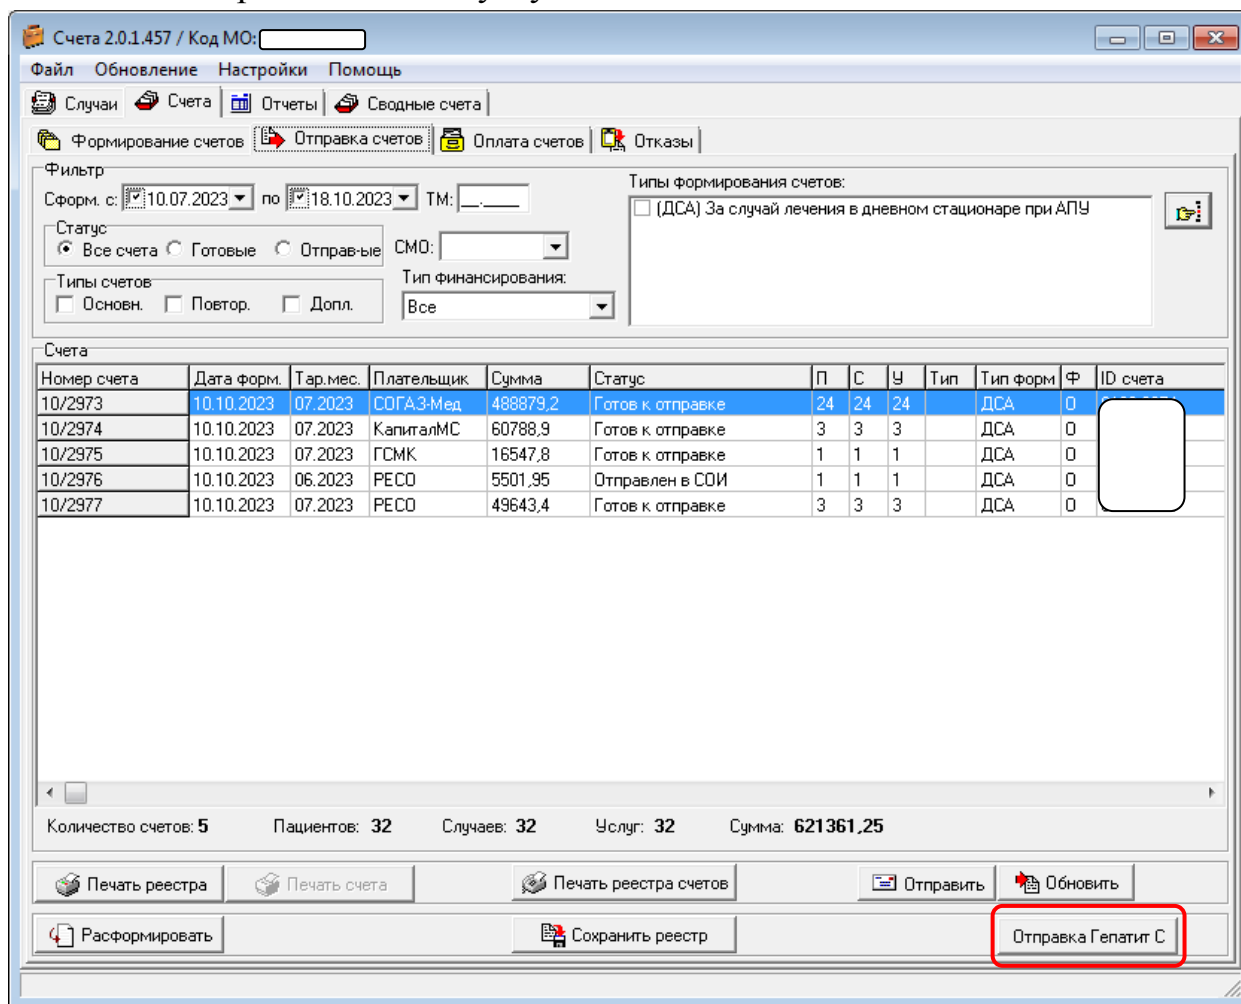 Счета 2.0.1.457 / Код МО:
Файл Обновление Настройки Помощь
Случаи Счета Отчеты Сводные счета
Формирование счетов Отправка счетов Оплата счетов Отказы
Фильтр
Сформ. с: 10.07.2023 по 18.10.2023 ТМ: __.____
Типы формирования счетов:
(ДСА) За случай лечения в дневном стационаре при АПУ
Статус
Все счета Готовые Отправ-ые СМО:
Типы счетов
Тип финансирования:
Основн. Повтор. Допл. Все
Счета
Номер счета Дата форм. Тар.мес. Плательщик Сумма Статус П С У Тип Тип форм Ф ID счета
10/2973 10.10.2023 07.2023 СОГАЗ-Мед 488879,2 Готов к отправке 24 24 24 ДСА 0
10/2974 10.10.2023 07.2023 КапиталМС 60788,9 Готов к отправке 3 3 3 ДСА 0
10/2975 10.10.2023 07.2023 ГСМК 16547,8 Готов к отправке 1 1 1 ДСА 0
10/2976 10.10.2023 06.2023 РЕСО 5501,95 Отправлен в СОИ 1 1 1 ДСА 0
10/2977 10.10.2023 07.2023 РЕСО 49643,4 Готов к отправке 3 3 3 ДСА 0
Количество счетов: 5 Пациентов: 32 Случаев: 32 Услуг: 32 Сумма: 621361,25
Печать реестра Печать счета Печать реестра счетов Отправить Обновить
Расформировать Сохранить реестр Отправка Гепатит С